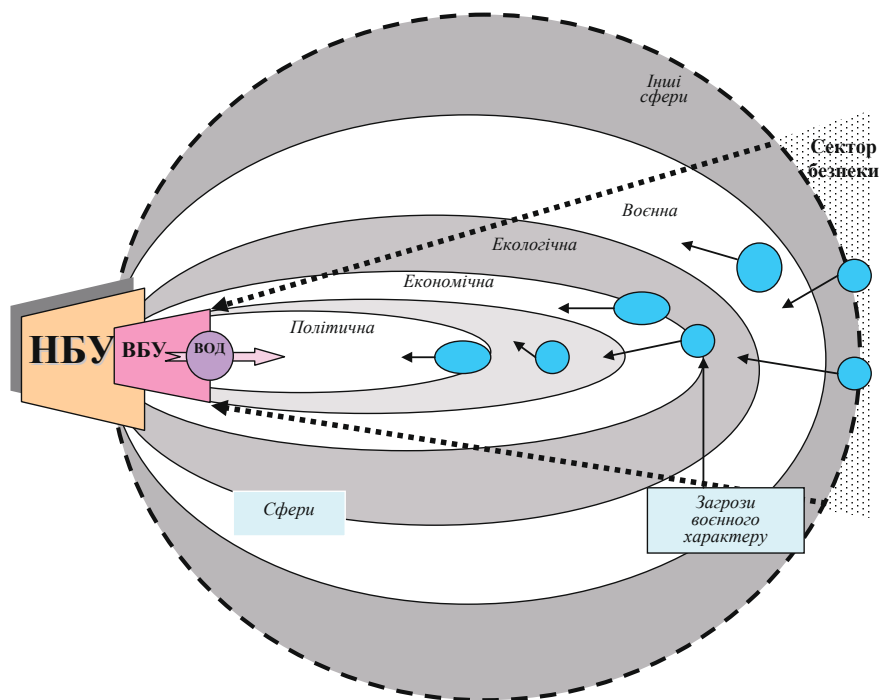 Інші
сфери
Сектор
безпеки
Воєнна
Екологічна
Економічна
Політична
НБУ
ВБУ
ВОД
Сфери
Загрози
воєнного
характеру